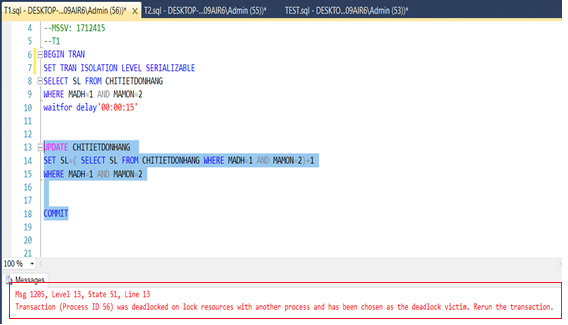 T1.sql - DESKTOP-...09AIR6\Admin (56))* T2.sql - DESKTOP-...09AIR6\Admin (55))* TEST.sql - DESKTO...09AIR6\Admin (53))*
4 --MSSV: 1712415
5 --T1
6 BEGIN TRAN
7 SET TRAN ISOLATION LEVEL SERIALIZABLE
8 SELECT SL FROM CHITIETDONHANG
9 WHERE MADH=1 AND MAMON=2
10 waitfor delay'00:00:15'
11
12
13 UPDATE CHITIETDONHANG
14 SET SL=( SELECT SL FROM CHITIETDONHANG WHERE MADH=1 AND MAMON=2)+1
15 WHERE MADH=1 AND MAMON=2
16
17
18 COMMIT
19
20
21
100 %
Messages
Msg 1205, Level 13, State 51, Line 13
Transaction (Process ID 56) was deadlocked on lock resources with another process and has been chosen as the deadlock victim. Rerun the transaction.